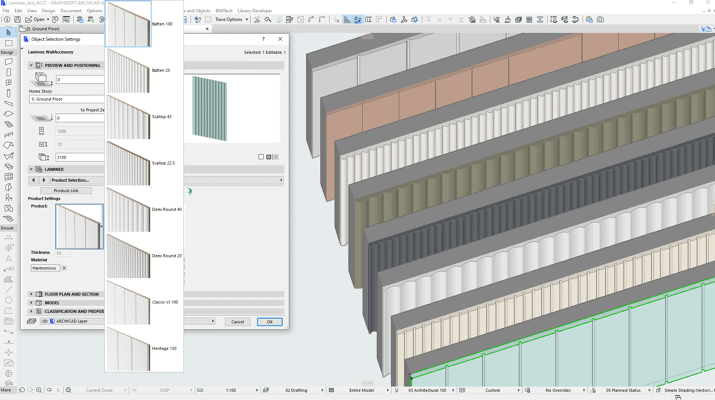 Laminex_test_AC21 - GRAPHISOFT ARCHICAD
File
Edit
View
Design
Document
and Objects
BIMTech
Library Developer
Open
Trace Options
(0. Ground Floor)
Object Selection Settings
Laminex WallAccessory
Selected: 1 Editable: 1
PREVIEW AND POSITIONING
0
Home Story:
0. Ground Floor
to Project Ze
0
1200
12
3100
LAMINEX
Product Selection...
Product Link
Product Settings
Product:
Thickness
12
Material
Harmonious
FLOOR PLAN AND SECTION
MODEL
CLASSIFICATION AND PROPER
ARCHICAD Layer
Cancel
OK
Batten 100
Batten 25
Scallop 45
Scallop 22.5
Demi Round 40
Demi Round 20
Classic VJ 100
Heritage 150
Design
Docum
More
Current Zoom
0.00°
1:100
02 Drafting
Entire Model
03 Architectural 100
Custom
No Overrides
05 Planned Status
Simple Shading (Vectori...